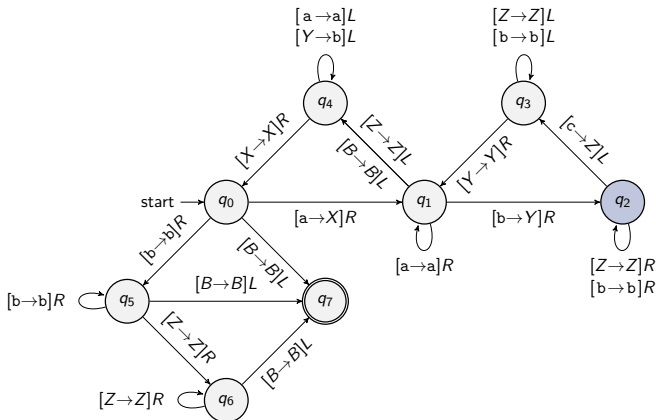 [a→a]L
[Y→b]L
[Z→Z]L
[b→b]L
q4
q3
[X→X]R
[Z→Z]L
[B→B]L
[Y→Y]R
[c→Z]L
start
q0
[a→X]R
q1
[b→Y]R
q2
[b→b]R
[B→B]L
[a→a]R
[Z→Z]R
[b→b]R
[b→b]R
q5
[B→B]L
q7
[Z→Z]R
[B→B]L
[Z→Z]R
q6